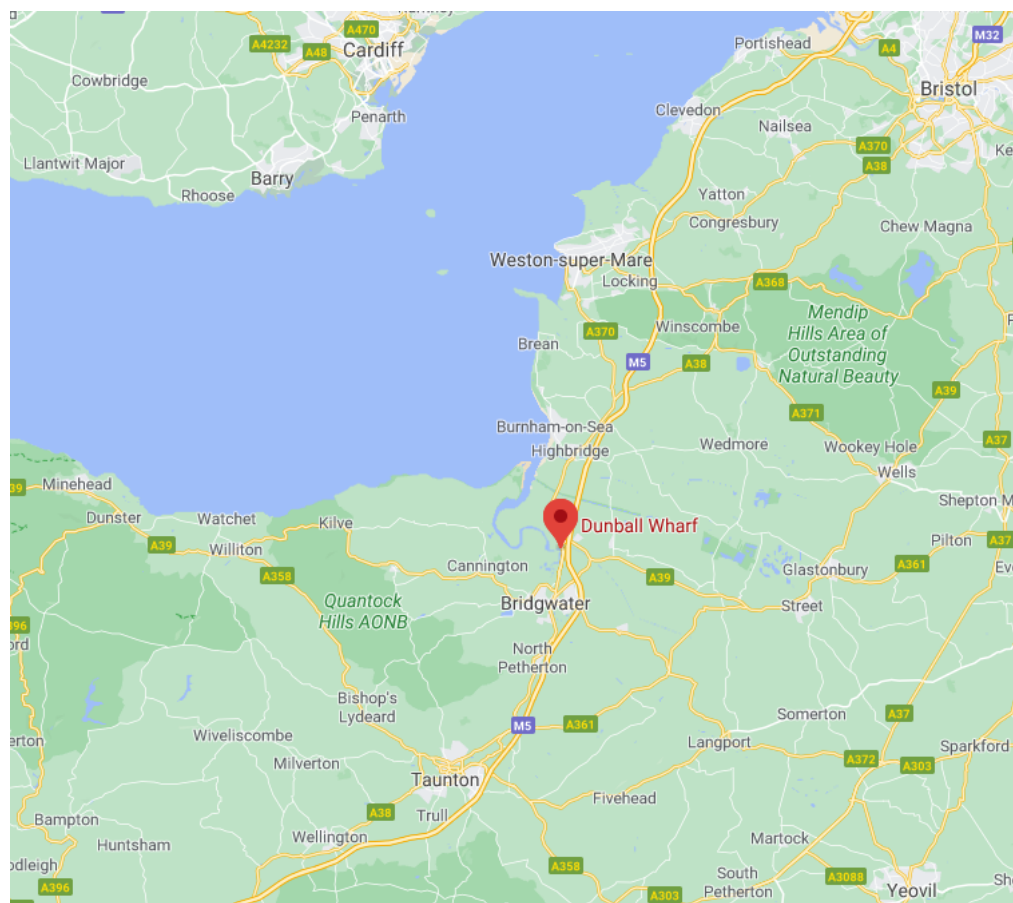 A470
A4232
A48
Cardiff
M32
Portishead
A4
Cowbridge
Bristol
Clevedon
Penarth
Nailsea
A370
A38
Llantwit Major
Barry
Rhoose
Yatton
Congresbury
Chew Magna
Weston-super-Mare
Locking
A368
Mendip
Hills Area of
Outstanding
Natural Beauty
A370
Winscombe
Brean
M5
A38
A39
A371
Burnham-on-Sea
Highbridge
Wedmore
Wookey Hole
A37
Wells
39
Minehead
Shepton M
Dunster
Watchet
Kilve
Dunball Wharf
Pilton
A37
A39
Williton
Cannington
A361
Glastonbury
A358
A39
Quantock
Hills AONB
Bridgwater
Street
396
North
Petherton
Bishop's
Lydeard
Somerton
A37
M5
A361
Wiveliscombe
erton
Langport
Sparkford
A372
A303
Milverton
Taunton
Fivehead
A38
Trull
Bampton
Wellington
Martock
Huntsham
odleigh
A358
South
Petherton
A3088
A396
A303
Yeovil